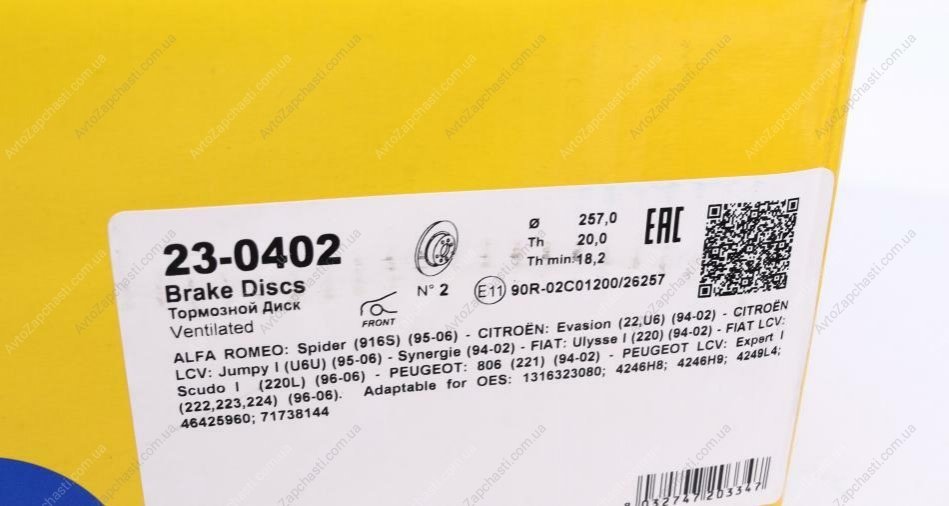 23-0402
Brake Discs
Тормозной Диск
Ventilated
FRONT
N° 2
Ø 257,0
Th 20,0
Th min: 18,2
E11 90R-02C01200/26257
EAC
ALFA ROMEO: Spider (916S) (95-06) - CITROËN: Evasion (22,U6) (94-02) - CITROËN
LCV: Jumpy I (U6U) (95-06) - Synergie (94-02) - FIAT: Ulysse I (220) (94-02) - FIAT LCV:
Scudo I (220L) (96-06) - PEUGEOT: 806 (221) (94-02) - PEUGEOT LCV: Expert I
(222,223,224) (96-06). Adaptable for OES: 1316323080; 4246H8; 4246H9; 4249L4;
46425960; 71738144
8 032747 203347
AvtoZapchasti.com.ua